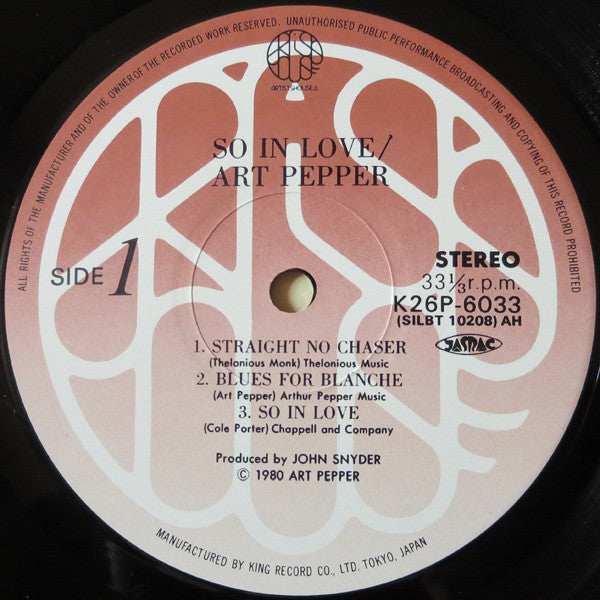 ALL RIGHTS OF THE MANUFACTURER AND OF THE OWNER OF THE RECORDED WORK RESERVED. UNAUTHORISED PUBLIC PERFORMANCE BROADCASTING AND COPYING OF THIS RECORD PROHIBITED
ARTISTSHOUSE
SO IN LOVE/
ART PEPPER
SIDE 1
STEREO
33⅓r.p.m.
K26P-6033
(SILBT 10208) AH
JASRAC
1. STRAIGHT NO CHASER
(Thelonious Monk) Thelonious Music
2. BLUES FOR BLANCHE
(Art Pepper) Arthur Pepper Music
3. SO IN LOVE
(Cole Porter) Chappell and Company
Produced by JOHN SNYDER
© 1980 ART PEPPER
MANUFACTURED BY KING RECORD CO., LTD. TOKYO, JAPAN